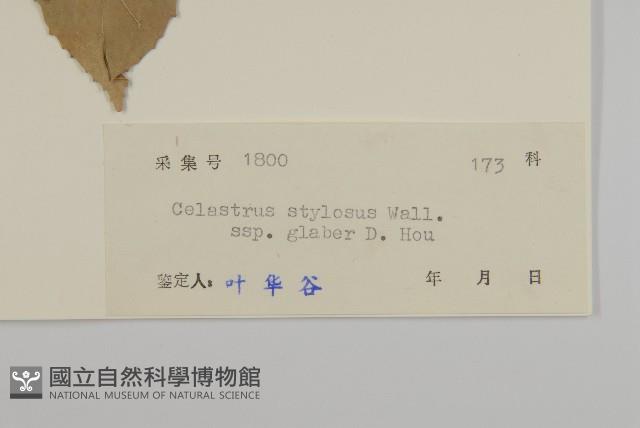 采集号 1800 173 科
Celastrus stylosus Wall.
ssp. glaber D. Hou
鉴定人: 叶华谷 年 月 日
國立自然科學博物館
NATIONAL MUSEUM OF NATURAL SCIENCE